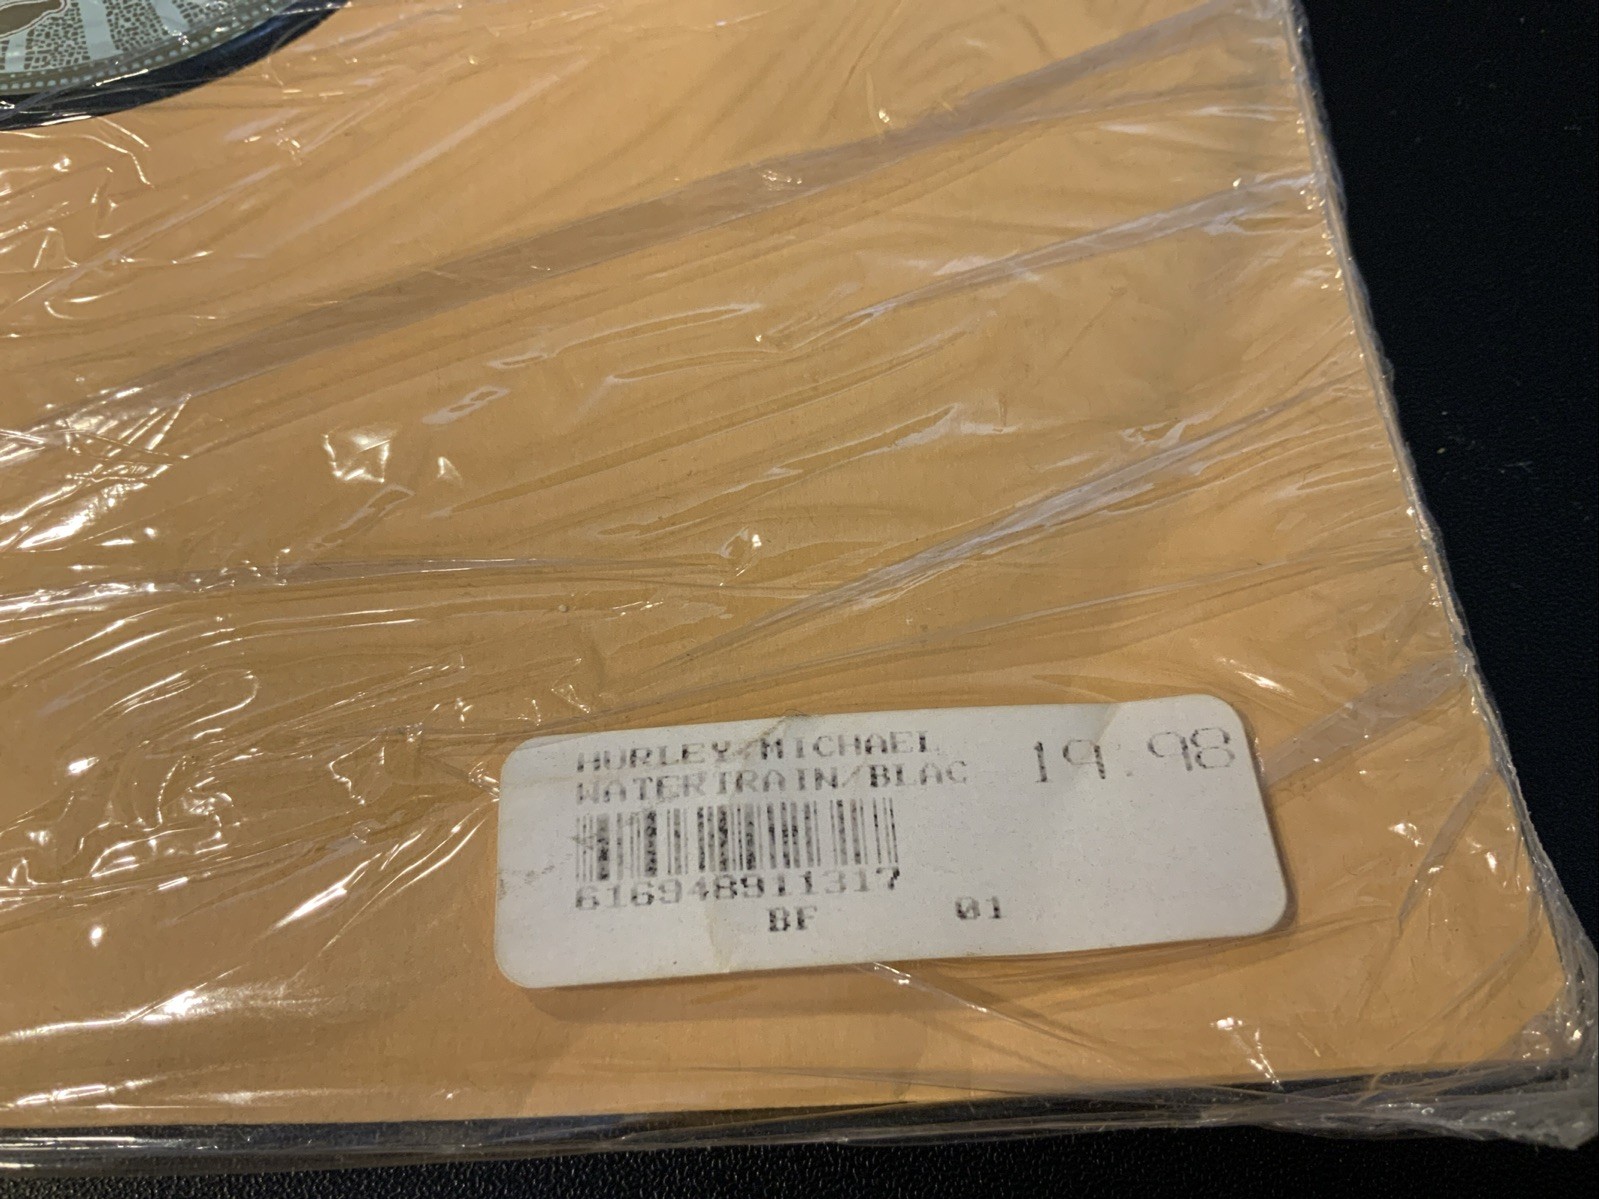 HURLEY/MICHAEL
WATERTRAIN/BLAC
19.98
616948911317
BF 01